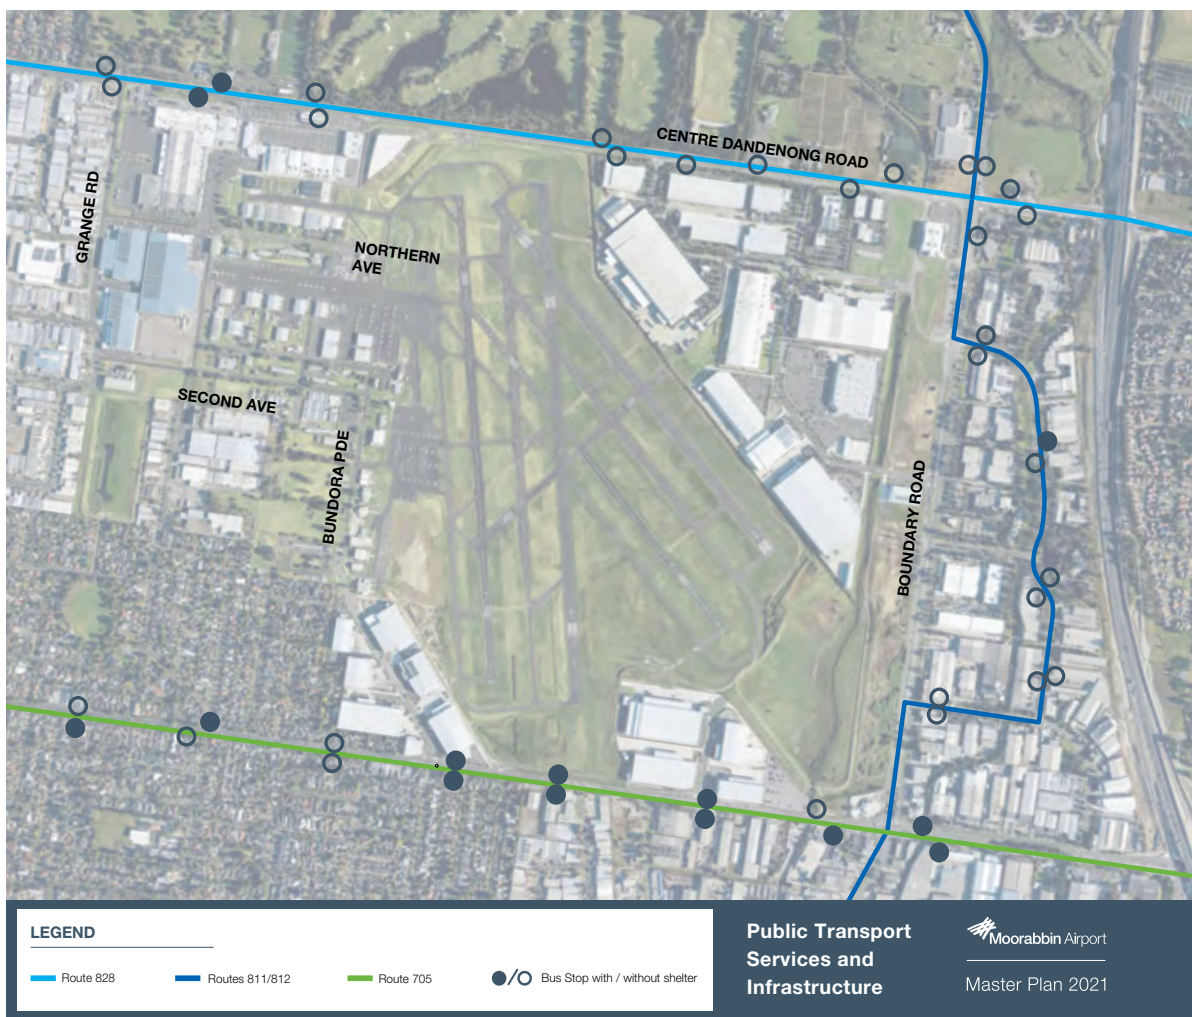 CENTRE DANDENONG ROAD
GRANGE RD
NORTHERN
AVE
SECOND AVE
BUNDORA PDE
BOUNDARY ROAD
LEGEND
Route 828
Routes 811/812
Route 705
Bus Stop with / without shelter
Public Transport
Services and
Infrastructure
Moorabbin Airport
Master Plan 2021